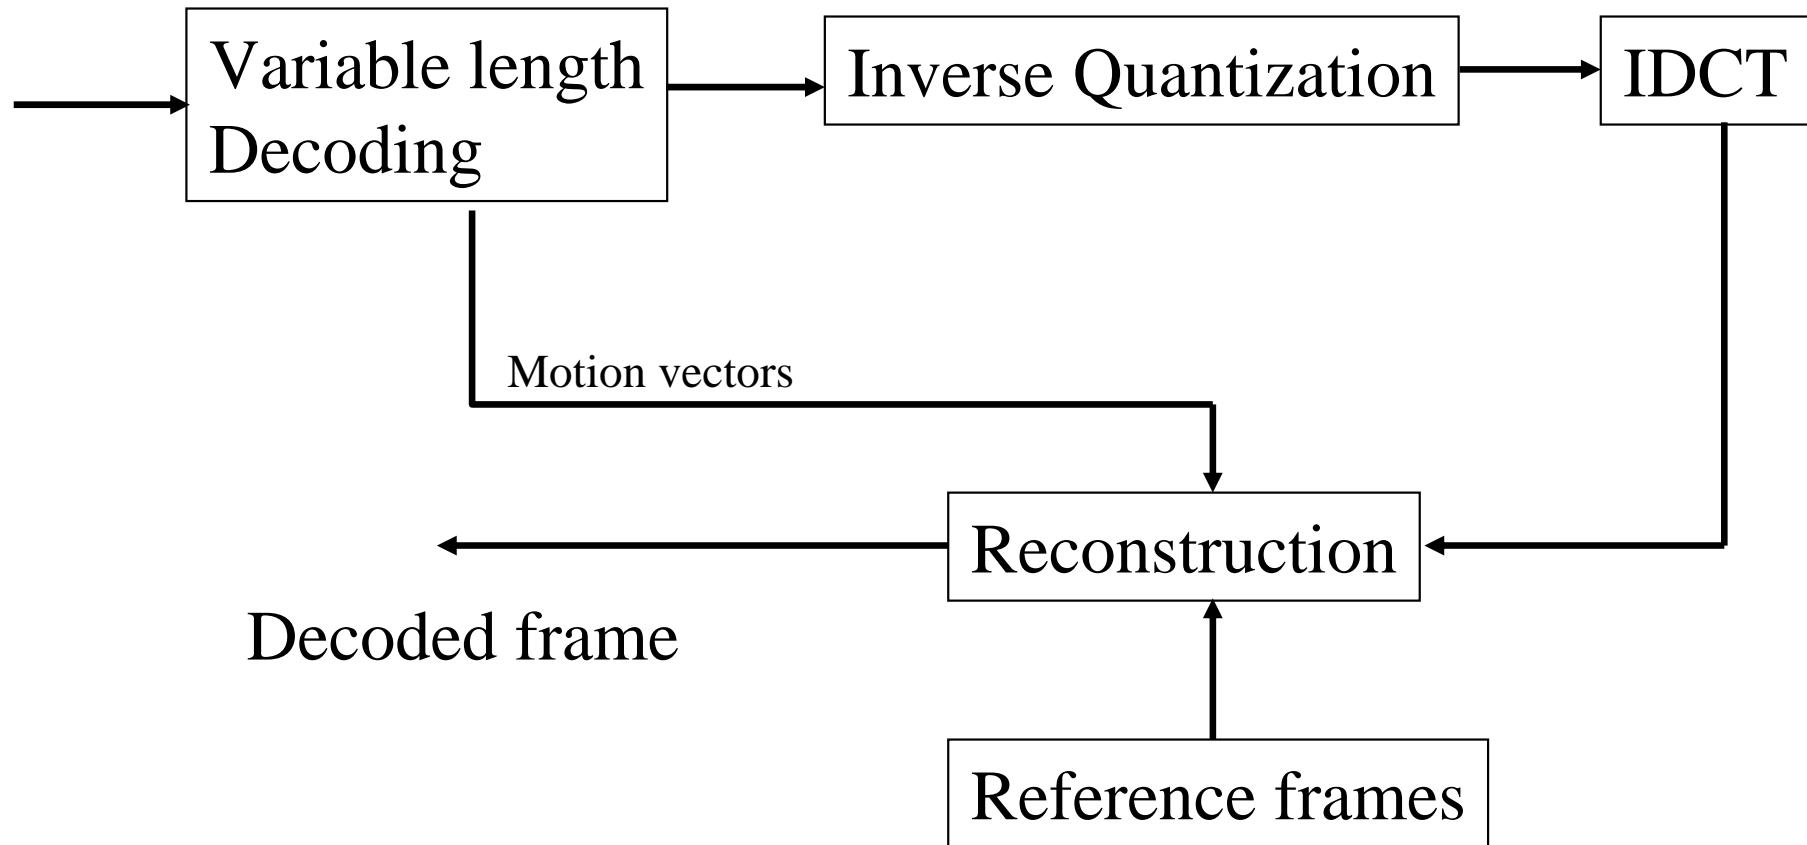 Variable length
Decoding
Inverse Quantization
IDCT
Motion vectors
Reconstruction
Decoded frame
Reference frames